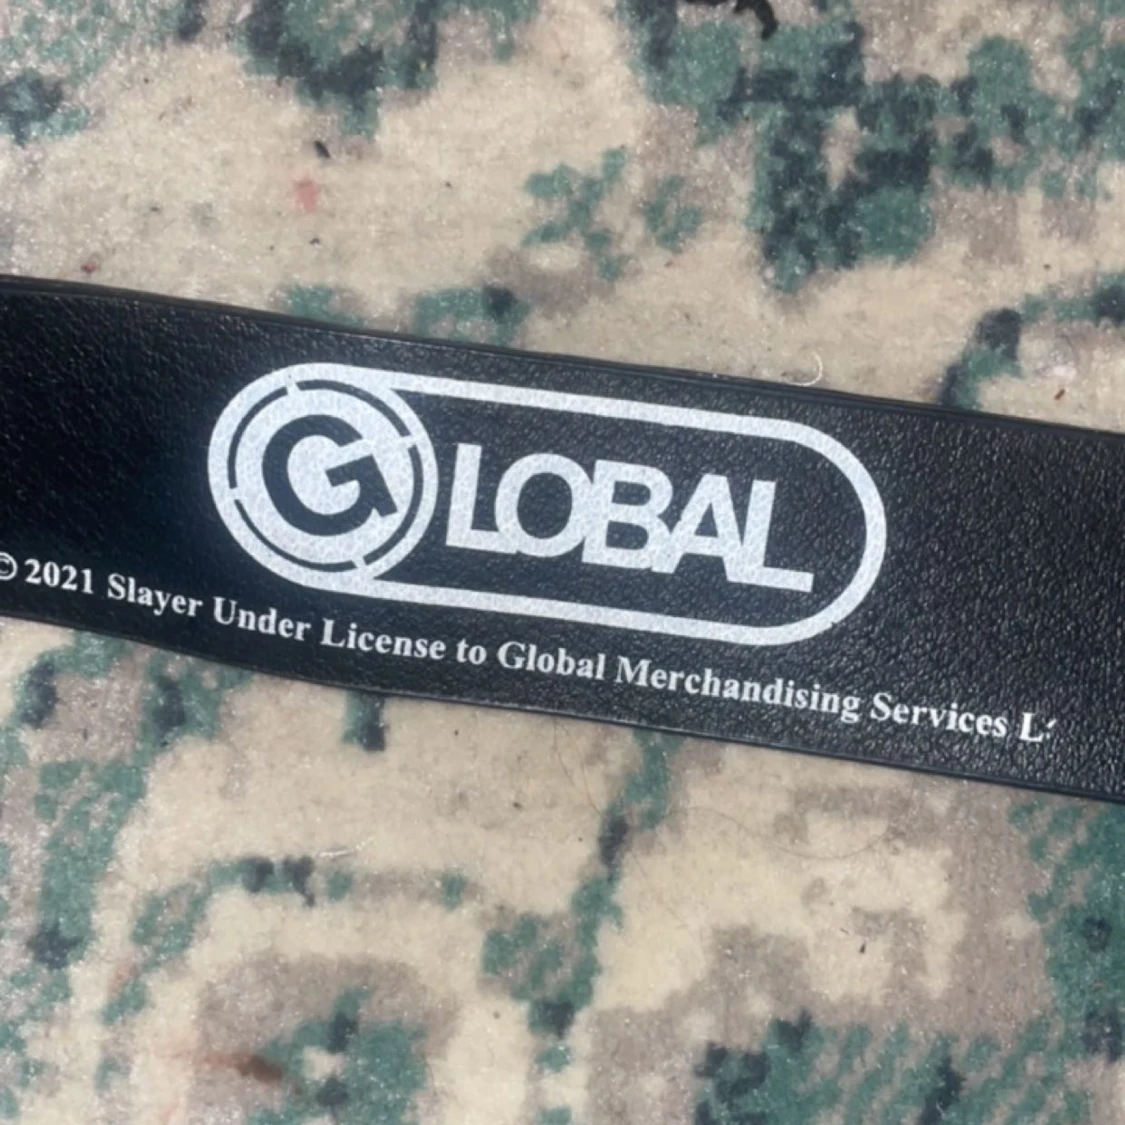 GLOBAL
© 2021 Slayer Under License to Global Merchandising Services